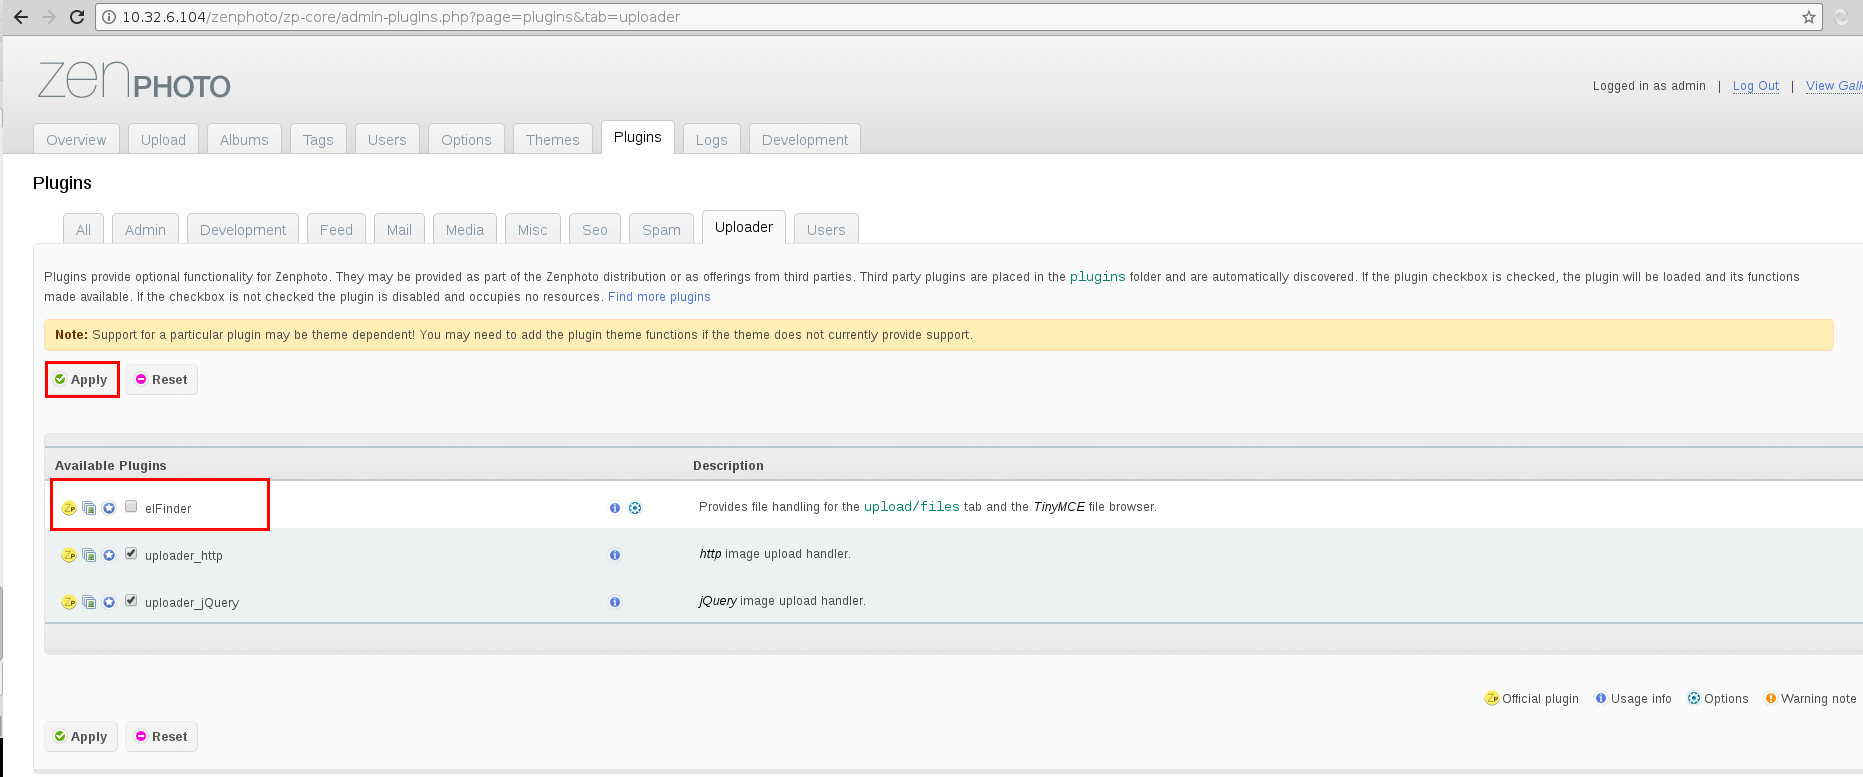 10.32.6.104/zenphoto/zp-core/admin-plugins.php?page=plugins&tab=uploader
zenPHOTO
Logged in as admin | Log Out | View Gall
Overview Upload Albums Tags Users Options Themes Plugins Logs Development
Plugins
All Admin Development Feed Mail Media Misc Seo Spam Uploader Users
Plugins provide optional functionality for Zenphoto. They may be provided as part of the Zenphoto distribution or as offerings from third parties. Third party plugins are placed in the plugins folder and are automatically discovered. If the plugin checkbox is checked, the plugin will be loaded and its functions
made available. If the checkbox is not checked the plugin is disabled and occupies no resources. Find more plugins
Note: Support for a particular plugin may be theme dependent! You may need to add the plugin theme functions if the theme does not currently provide support.
Apply Reset
Available Plugins Description
elFinder Provides file handling for the upload/files tab and the TinyMCE file browser.
uploader_http http image upload handler.
uploader_jQuery jQuery image upload handler.
Official plugin Usage info Options Warning note
Apply Reset